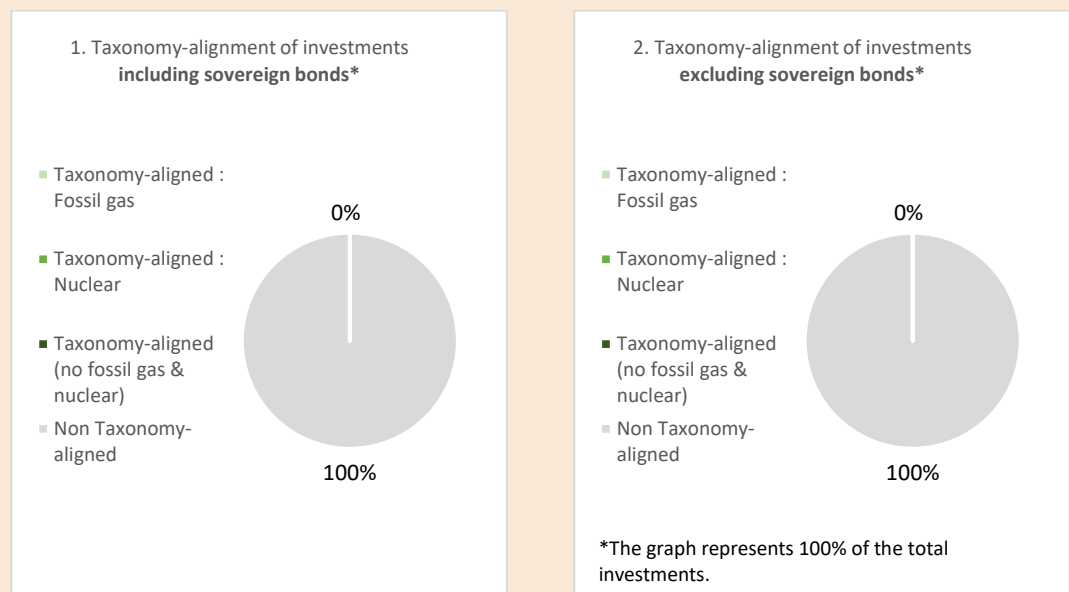 1. Taxonomy-alignment of investments
including sovereign bonds*
Taxonomy-aligned :
Fossil gas
Taxonomy-aligned :
Nuclear
Taxonomy-aligned
(no fossil gas &
nuclear)
Non Taxonomy-
aligned
0%
100%
2. Taxonomy-alignment of investments
excluding sovereign bonds*
Taxonomy-aligned :
Fossil gas
Taxonomy-aligned :
Nuclear
Taxonomy-aligned
(no fossil gas &
nuclear)
Non Taxonomy-
aligned
0%
100%
*The graph represents 100% of the total
investments.